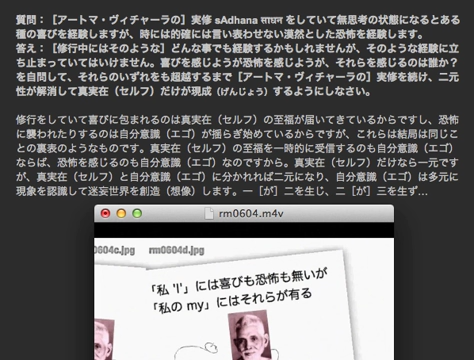 質問：［アートマ・ヴィチャーラの］実修 sAdhana साधन をしていて無思考の状態になるとある
種の喜びを経験しますが、時には的確には言い表わせない漠然とした恐怖を経験します。
答え：［修行中にはそのような］どんな事でも経験するかもしれませんが、そのような経験に立
ち止まっていてはいけません。喜びを感じようが恐怖を感じようが、それらを感じるのは誰か？
を自問して、それらのいずれをも超越するまで［アートマ・ヴィチャーラの］実修を続け、二元
性が解消して真実在（セルフ）だけが現成（げんじょう）するようにしなさい。
修行をしていて喜びに包まれるのは真実在（セルフ）の至福が届いてきているからですし、恐怖
に襲われたりするのは自分意識（エゴ）が揺らぎ始めているからですが、これらは結局は同じこ
との裏表のようなものです。真実在（セルフ）の至福を一時的に受信するのも自分意識（エゴ）
ならば、恐怖を感じるのも自分意識（エゴ）なのですから。真実在（セルフ）だけなら一元です
が、真実在（セルフ）と自分意識（エゴ）に分かれれば二元になり、自分意識（エゴ）は多元に
現象を認識して迷妄世界を創造（想像）します。一［が］二を生じ、二［が］三を生ず…
rm0604.m4v
0604c.jpg rm0604d.jpg
「私 'I'」には喜びも恐怖も無いが
「私の my」にはそれらが有る